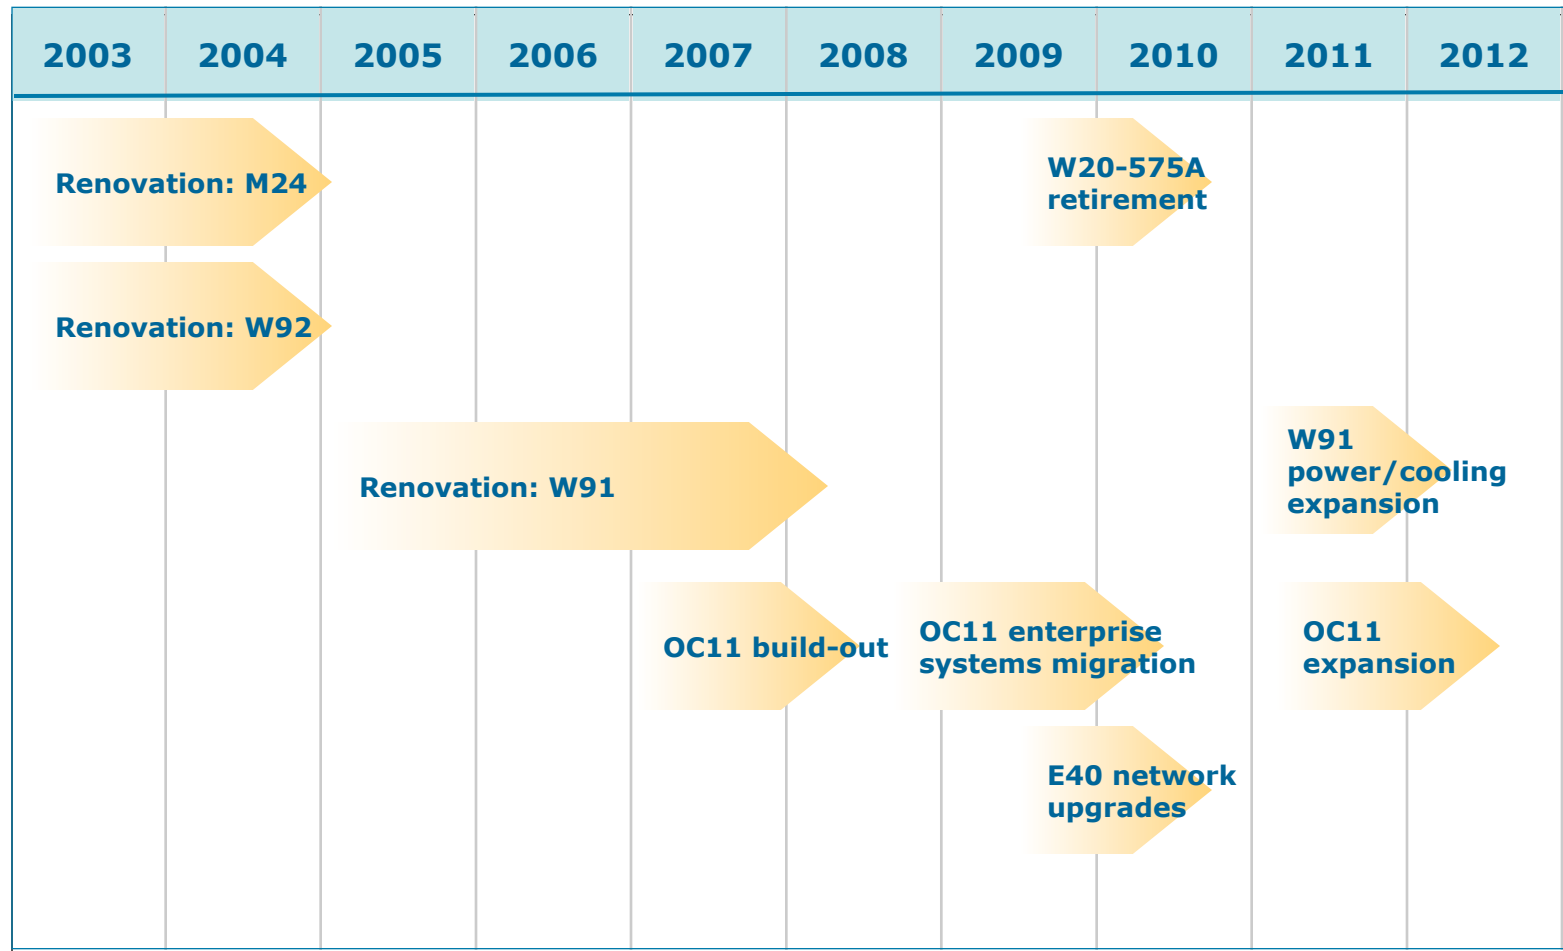 2003 2004 2005 2006 2007 2008 2009 2010 2011 2012
Renovation: M24
W20-575A
retirement
Renovation: W92
Renovation: W91
W91
power/cooling
expansion
OC11 build-out
OC11 enterprise
systems migration
OC11
expansion
E40 network
upgrades